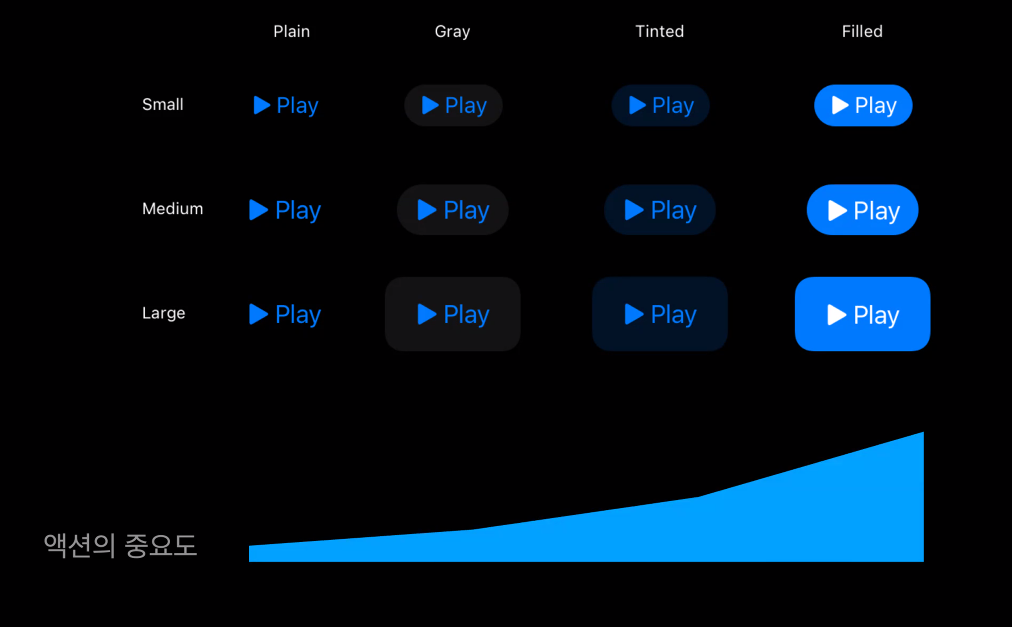 Plain Gray Tinted Filled
Small Play Play Play Play
Medium Play Play Play Play
Large Play Play Play Play
액션의 중요도